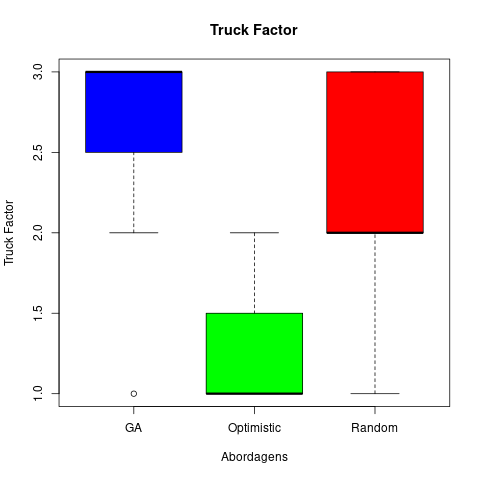 Truck Factor
Truck Factor
3.0
2.5
2.0
1.5
1.0
GA Optimistic Random
Abordagens